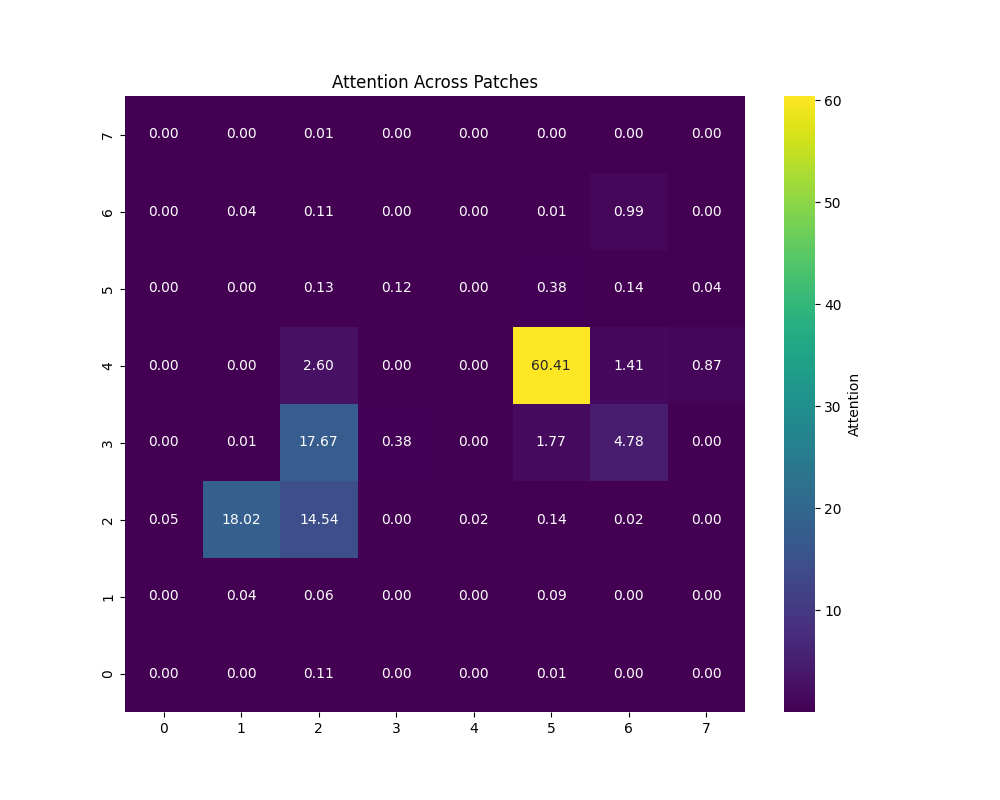 Attention Across Patches
7 0.00 0.00 0.01 0.00 0.00 0.00 0.00 0.00
6 0.00 0.04 0.11 0.00 0.00 0.01 0.99 0.00
5 0.00 0.00 0.13 0.12 0.00 0.38 0.14 0.04
4 0.00 0.00 2.60 0.00 0.00 60.41 1.41 0.87
3 0.00 0.01 17.67 0.38 0.00 1.77 4.78 0.00
2 0.05 18.02 14.54 0.00 0.02 0.14 0.02 0.00
1 0.00 0.04 0.06 0.00 0.00 0.09 0.00 0.00
0 0.00 0.00 0.11 0.00 0.00 0.01 0.00 0.00
0 1 2 3 4 5 6 7
60
50
40
30
20
10
Attention